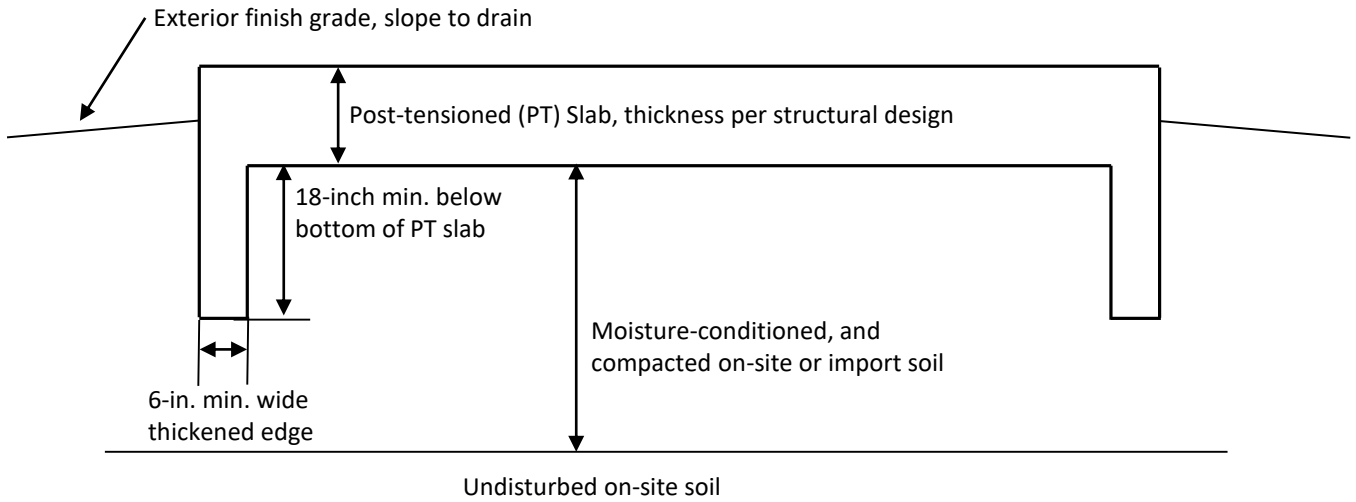 Exterior finish grade, slope to drain
Post-tensioned (PT) Slab, thickness per structural design
18-inch min. below
bottom of PT slab
Moisture-conditioned, and
compacted on-site or import soil
6-in. min. wide
thickened edge
Undisturbed on-site soil